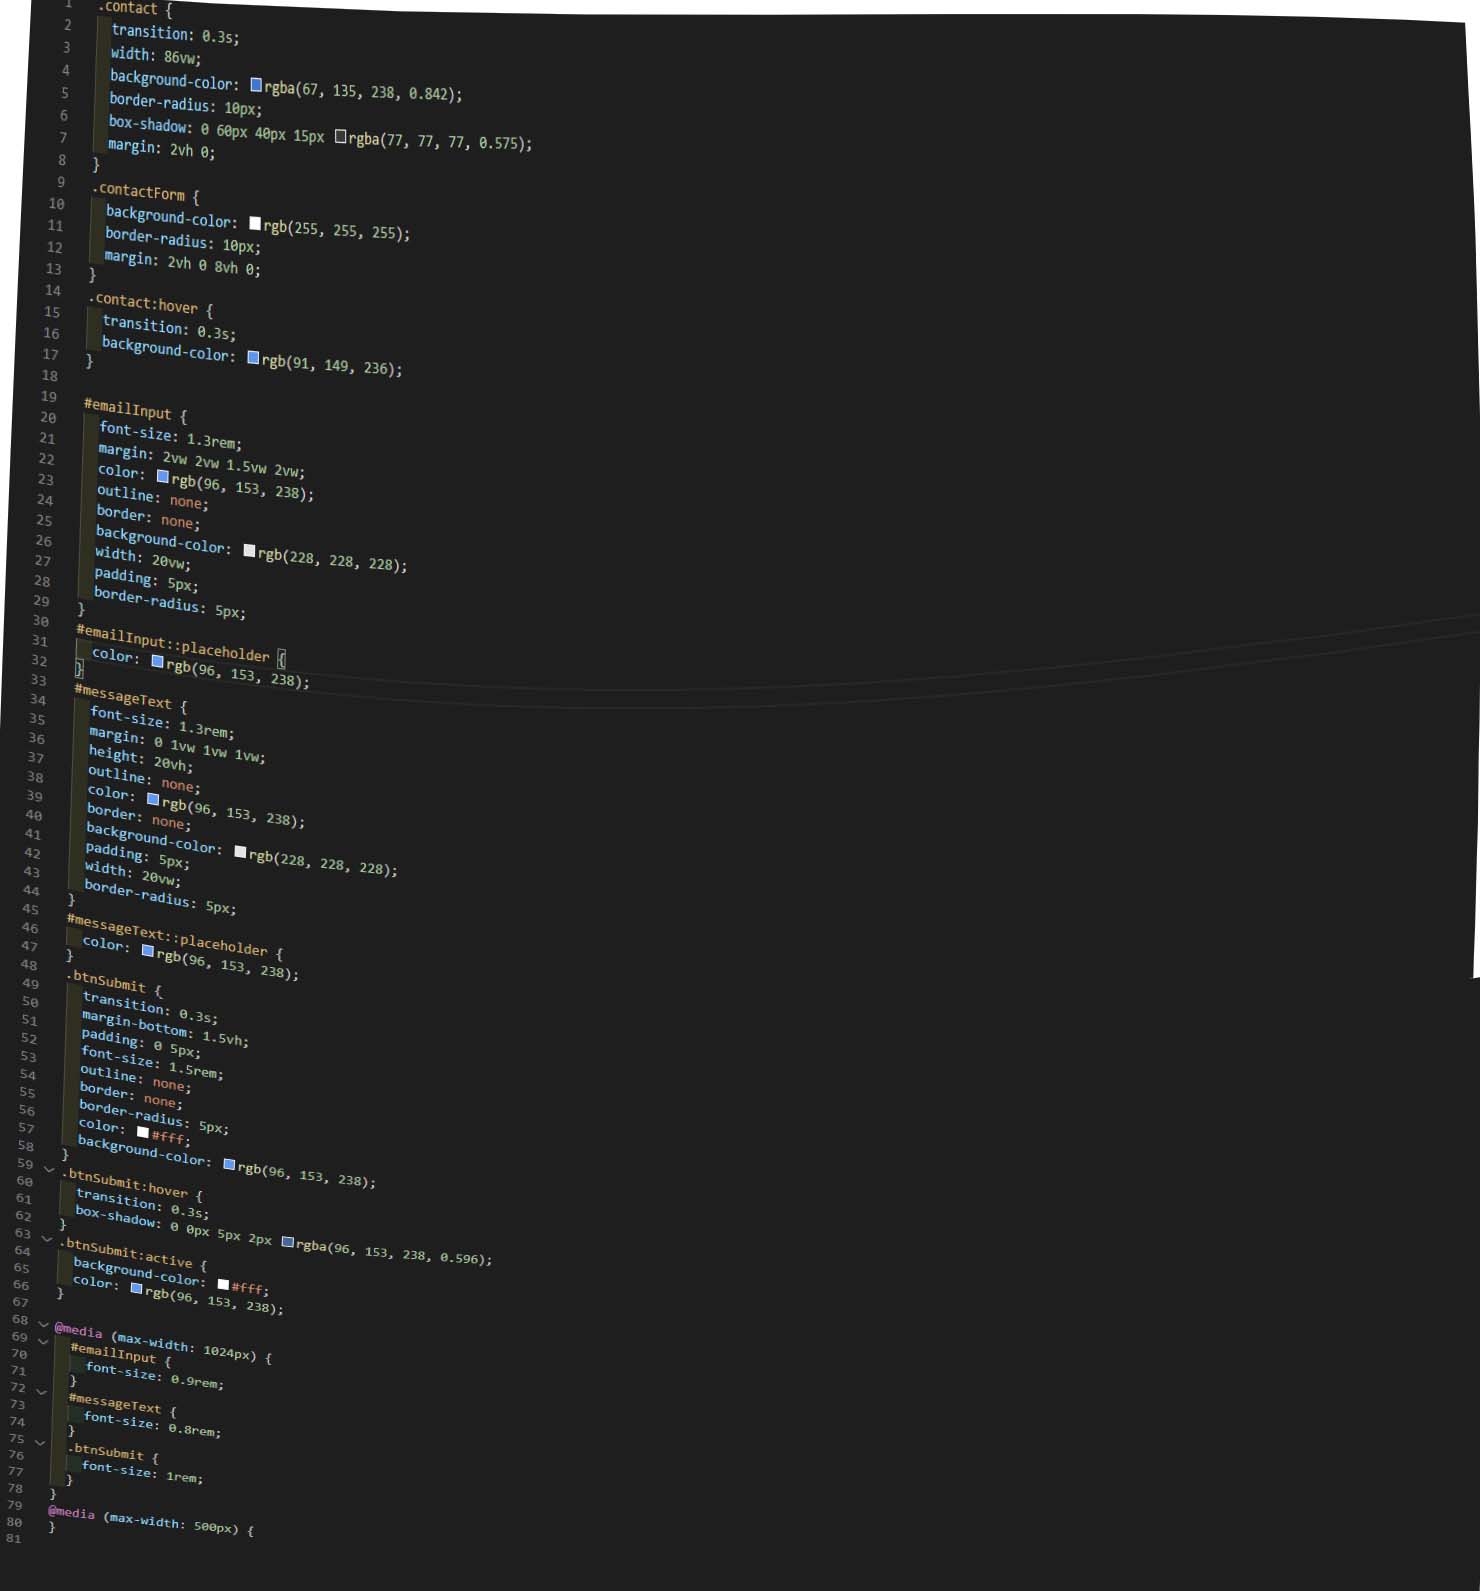 1 .contact {
2 transition: 0.3s;
3 width: 86vw;
4 background-color: rgba(67, 135, 238, 0.842);
5 border-radius: 10px;
6 box-shadow: 0 60px 40px 15px rgba(77, 77, 77, 0.575);
7 margin: 2vh 0;
8 }
9 .contactForm {
10 background-color: rgb(255, 255, 255);
11 border-radius: 10px;
12 margin: 2vh 0 8vh 0;
13 }
14 .contact:hover {
15 transition: 0.3s;
16 background-color: rgb(91, 149, 236);
17 }
18
19 #emailInput {
20 font-size: 1.3rem;
21 margin: 2vw 2vw 1.5vw 2vw;
22 color: rgb(96, 153, 238);
23 outline: none;
24 border: none;
25 background-color: rgb(228, 228, 228);
26 width: 20vw;
27 padding: 5px;
28 border-radius: 5px;
29 }
30 #emailInput::placeholder {
31 color: rgb(96, 153, 238);
32 }
33 #messageText {
34 font-size: 1.3rem;
35 margin: 0 1vw 1vw 1vw;
36 height: 20vh;
37 outline: none;
38 color: rgb(96, 153, 238);
39 border: none;
40 background-color: rgb(228, 228, 228);
41 padding: 5px;
42 width: 20vw;
43 border-radius: 5px;
44 }
45 #messageText::placeholder {
46 color: rgb(96, 153, 238);
47 }
48 .btnSubmit {
49 transition: 0.3s;
50 margin-bottom: 1.5vh;
51 padding: 0 5px;
52 font-size: 1.5rem;
53 outline: none;
54 border: none;
55 border-radius: 5px;
56 color: #fff;
57 background-color: rgb(96, 153, 238);
58 }
59 .btnSubmit:hover {
60 transition: 0.3s;
61 box-shadow: 0 0px 5px 2px rgba(96, 153, 238, 0.596);
62 }
63 .btnSubmit:active {
64 background-color: #fff;
65 color: rgb(96, 153, 238);
66 }
67
68 @media (max-width: 1024px) {
69 #emailInput {
70 font-size: 0.9rem;
71 }
72 #messageText {
73 font-size: 0.8rem;
74 }
75 .btnSubmit {
76 font-size: 1rem;
77 }
78 }
79 @media (max-width: 500px) {
80 }
81